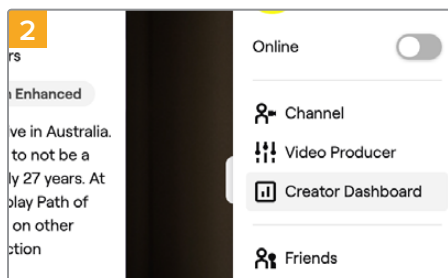 2
rs
Enhanced
ve in Australia.
to not be a
ly 27 years. At
play Path of
on other
ction
Online
Channel
Video Producer
Creator Dashboard
Friends